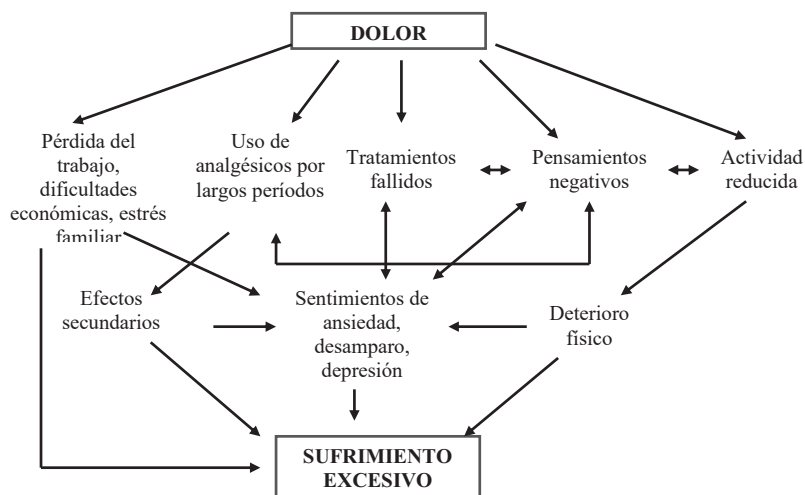 DOLOR
Pérdida del
trabajo,
dificultades
económicas, estrés
familiar
Uso de
analgésicos por
largos períodos
Tratamientos
fallidos
Pensamientos
negativos
Actividad
reducida
Efectos
secundarios
Sentimientos de
ansiedad,
desamparo,
depresión
Deterioro
físico
SUFRIMIENTO
EXCESIVO